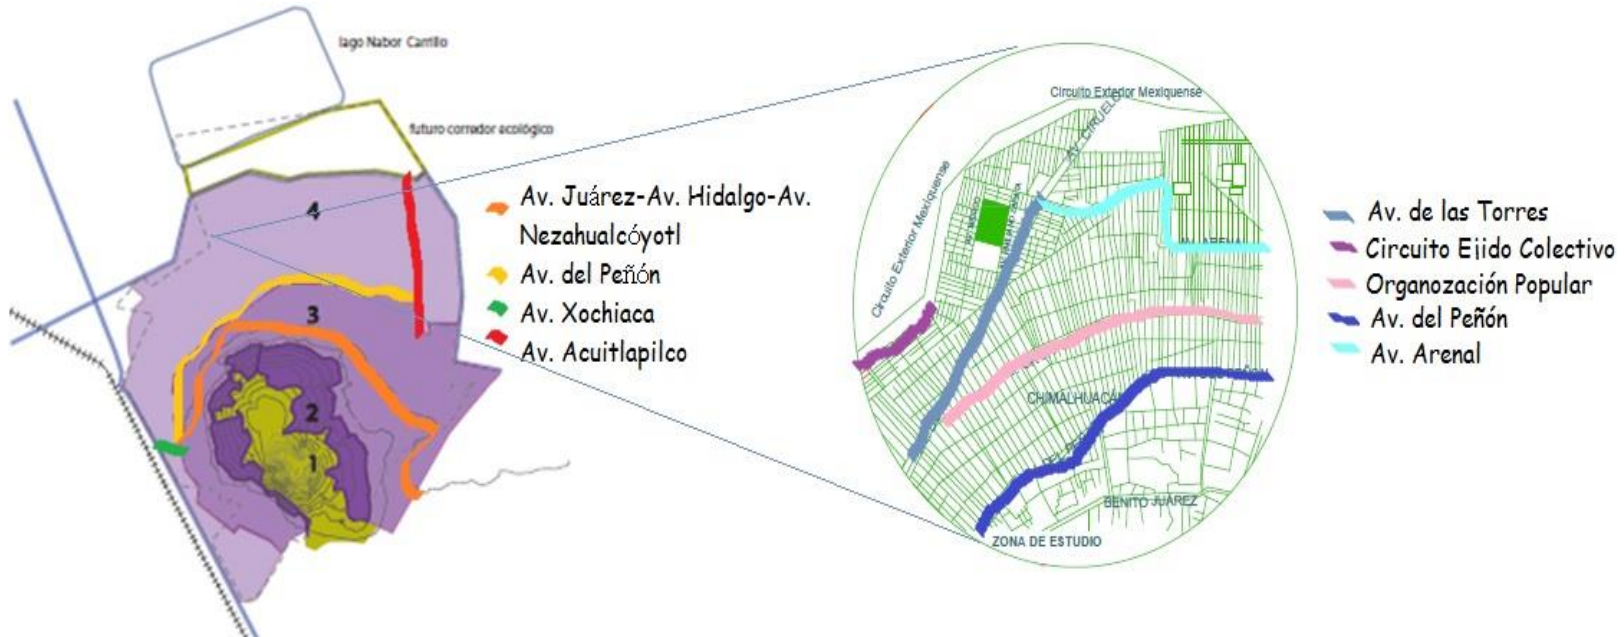 lago Nabor Carrillo
futuro corredor ecológico
4
3
2
1
Av. Juárez-Av. Hidalgo-Av.
Nezahualcóyotl
Av. del Peñón
Av. Xochiaca
Av. Acuitlapilco
Circuito Exterior Mexiquense
AV. CIRUELO
Circuito Exterior Mexiquense
CHIMALHUACAN
BENITO JUÁREZ
ZONA DE ESTUDIO
Av. de las Torres
Circuito Ejido Colectivo
Organozación Popular
Av. del Peñón
Av. Arenal